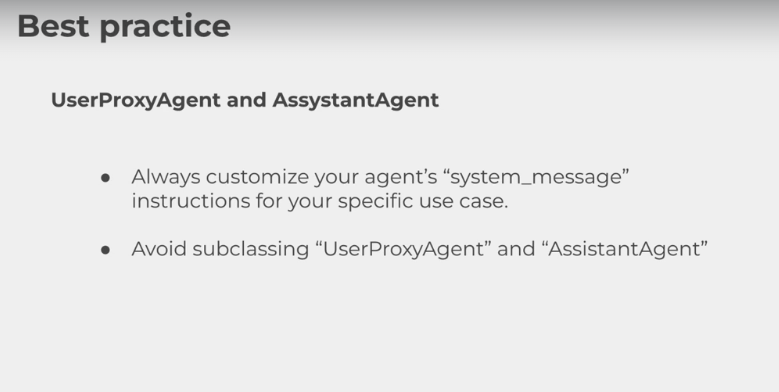 Best practice
UserProxyAgent and AssystantAgent
● Always customize your agent’s “system_message”
instructions for your specific use case.
● Avoid subclassing “UserProxyAgent” and “AssistantAgent”